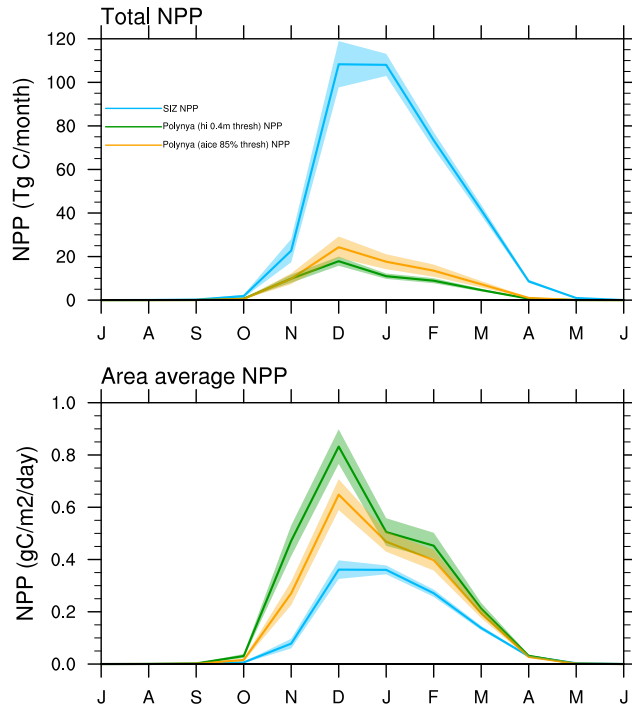 Total NPP
120
100
80
60
40
20
0
NPP (Tg C/month)
SIZ NPP
Polynya (hi 0.4m thresh) NPP
Polynya (aice 85% thresh) NPP
J A S O N D J F M A M J
Area average NPP
1.0
0.8
0.6
0.4
0.2
0.0
NPP (gC/m2/day)
J A S O N D J F M A M J